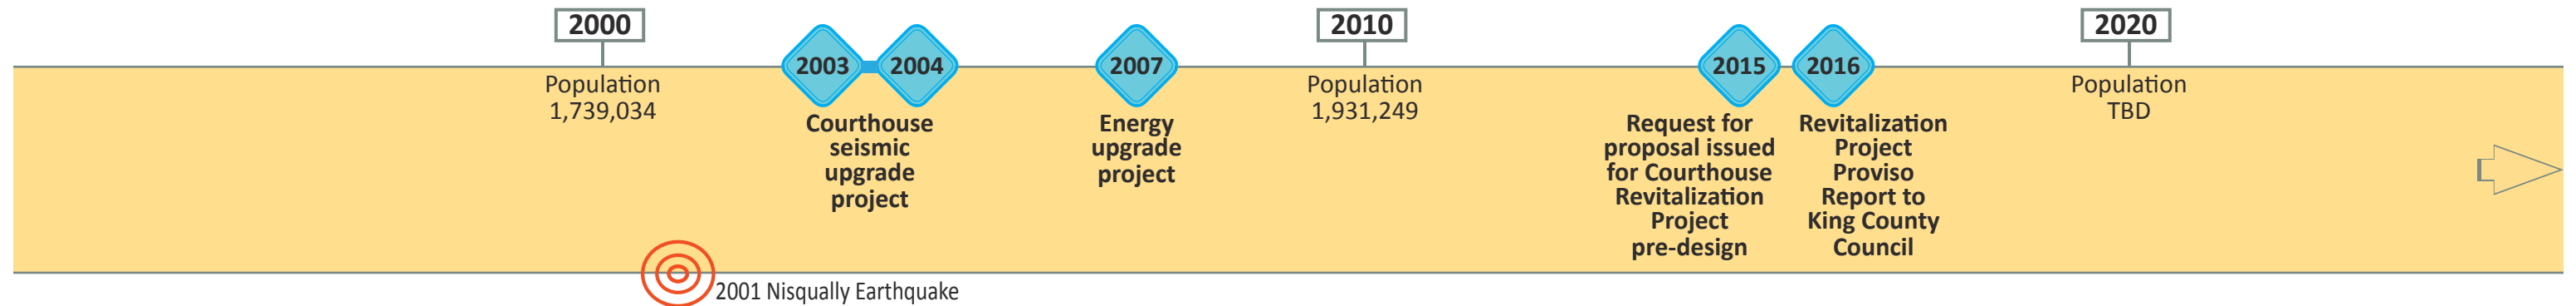 2000
Population
1,739,034
2003
2004
Courthouse
seismic
upgrade
project
2007
Energy
upgrade
project
2010
Population
1,931,249
2015
Request for
proposal issued
for Courthouse
Revitalization
Project
pre-design
2016
Revitalization
Project
Proviso
Report to
King County
Council
2020
Population
TBD
2001 Nisqually Earthquake